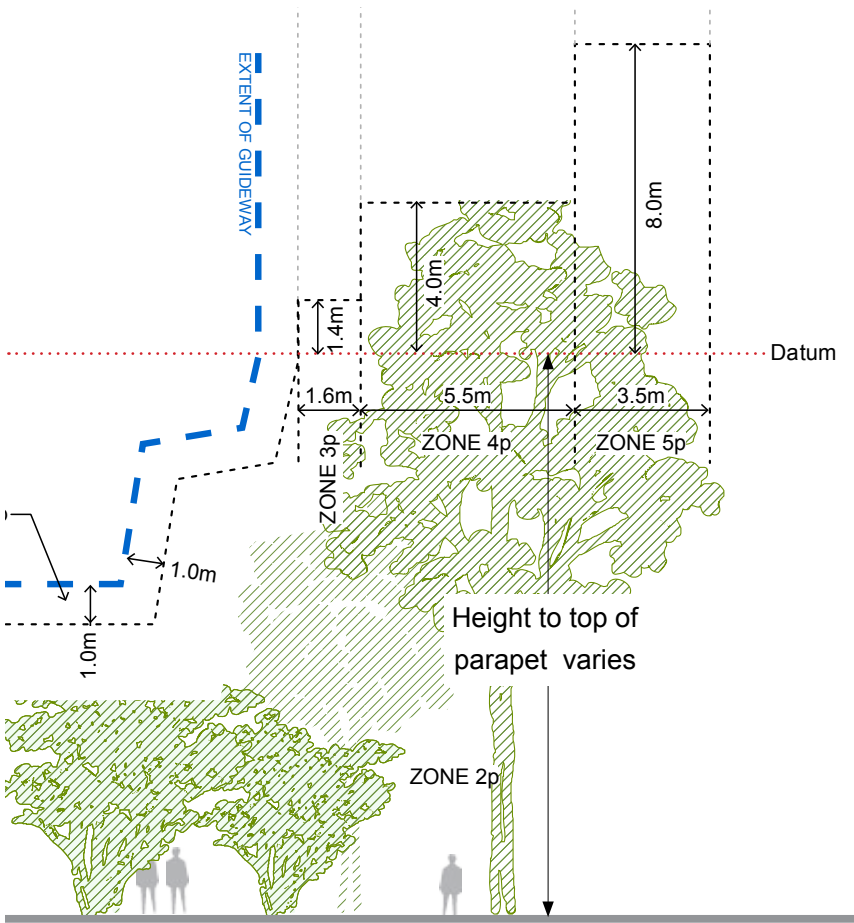 EXTENT OF GUIDEWAY
8.0m
4.0m
1.4m
Datum
1.6m
5.5m
3.5m
ZONE 3p
ZONE 4p
ZONE 5p
1.0m
1.0m
Height to top of
parapet varies
ZONE 2p